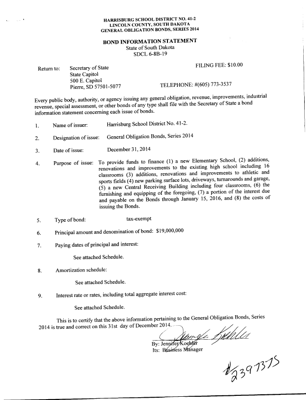 HARRISBURG SCHOOL DISTRICT NO. 41-2
LINCOLN COUNTY, SOUTH DAKOTA
GENERAL OBLIGATION BONDS, SERIES 2014
BOND INFORMATION STATEMENT
State of South Dakota
SDCL 6-8B-19
Return to: Secretary of State FILING FEE: $10.00
State Capitol
500 E. Capitol
Pierre, SD 57501-5077 TELEPHONE: #(605) 773-3537
Every public body, authority, or agency issuing any general obligation, revenue, improvements, industrial
revenue, special assessment, or other bonds of any type shall file with the Secretary of State a bond
information statement concerning each issue of bonds.
1. Name of issuer: Harrisburg School District No. 41-2.
2. Designation of issue: General Obligation Bonds, Series 2014
3. Date of issue: December 31, 2014
4. Purpose of issue: To provide funds to finance (1) a new Elementary School, (2) additions,
renovations and improvements to the existing high school including 16
classrooms (3) additions, renovations and improvements to athletic and
sports fields (4) new parking surface lots, driveways, turnarounds and garage,
(5) a new Central Receiving Building including four classrooms, (6) the
furnishing and equipping of the foregoing, (7) a portion of the interest due
and payable on the Bonds through January 15, 2016, and (8) the costs of
issuing the Bonds.
5. Type of bond: tax-exempt
6. Principal amount and denomination of bond: $19,000,000
7. Paying dates of principal and interest:
See attached Schedule.
8. Amortization schedule:
See attached Schedule.
9. Interest rate or rates, including total aggregate interest cost:
See attached Schedule.
This is to certify that the above information pertaining to the General Obligation Bonds, Series
2014 is true and correct on this 31st day of December 2014.
By: Jennifer Koehler
Its: Business Manager
#2397375